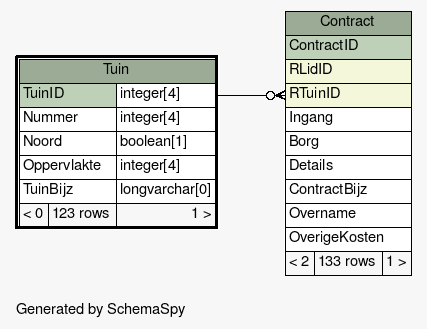 Tuin
TuinID integer[4]
Nummer integer[4]
Noord boolean[1]
Oppervlakte integer[4]
TuinBijz longvarchar[0]
< 0 123 rows 1 >
Contract
ContractID
RLidID
RTuinID
Ingang
Borg
Details
ContractBijz
Overname
OverigeKosten
< 2 133 rows 1 >
Generated by SchemaSpy